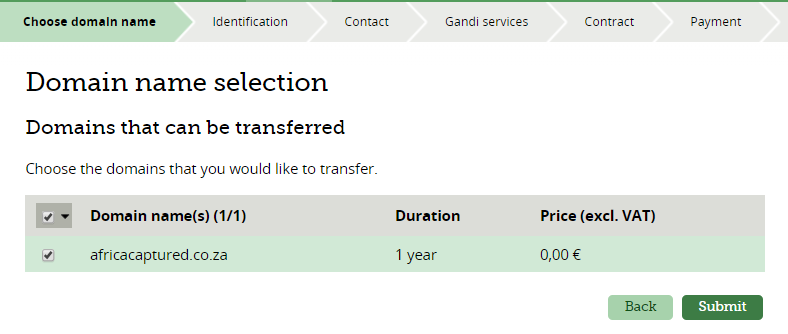 Choose domain name Identification Contact Gandi services Contract Payment
Domain name selection
Domains that can be transferred
Choose the domains that you would like to transfer.
Domain name(s) (1/1) Duration Price (excl. VAT)
africacaptured.co.za 1 year 0,00 €
Back Submit